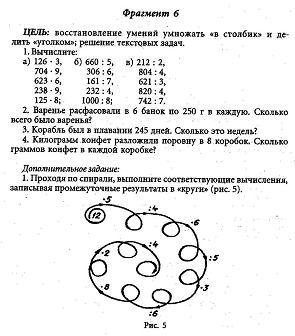 Фрагмент 6
ЦЕЛЬ: восстановление умений умножать «в столбик» и де-
лить «уголком»; решение текстовых задач.
1. Вычислите:
а) 126 · 3, б) 660 : 5, в) 212 : 2,
704 · 9, 306 : 6, 804 : 4,
623 · 6, 161 : 7, 621 : 3,
238 · 9, 232 : 4, 820 : 4,
125 · 8; 1000 : 8; 742 : 7.
2. Варенье расфасовали в 6 банок по 250 г в каждую. Сколько
всего было варенья?
3. Корабль был в плавании 245 дней. Сколько это недель?
4. Килограмм конфет разложили поровну в 8 коробок. Сколько
граммов конфет в каждой коробке?
Дополнительное задание:
1. Проходя по спирали, выполните соответствующие вычисления,
записывая промежуточные результаты в «круги» (рис. 5).
·5
:4
12
·6
·2
:4
:5
·8
·3
:6
Рис. 5